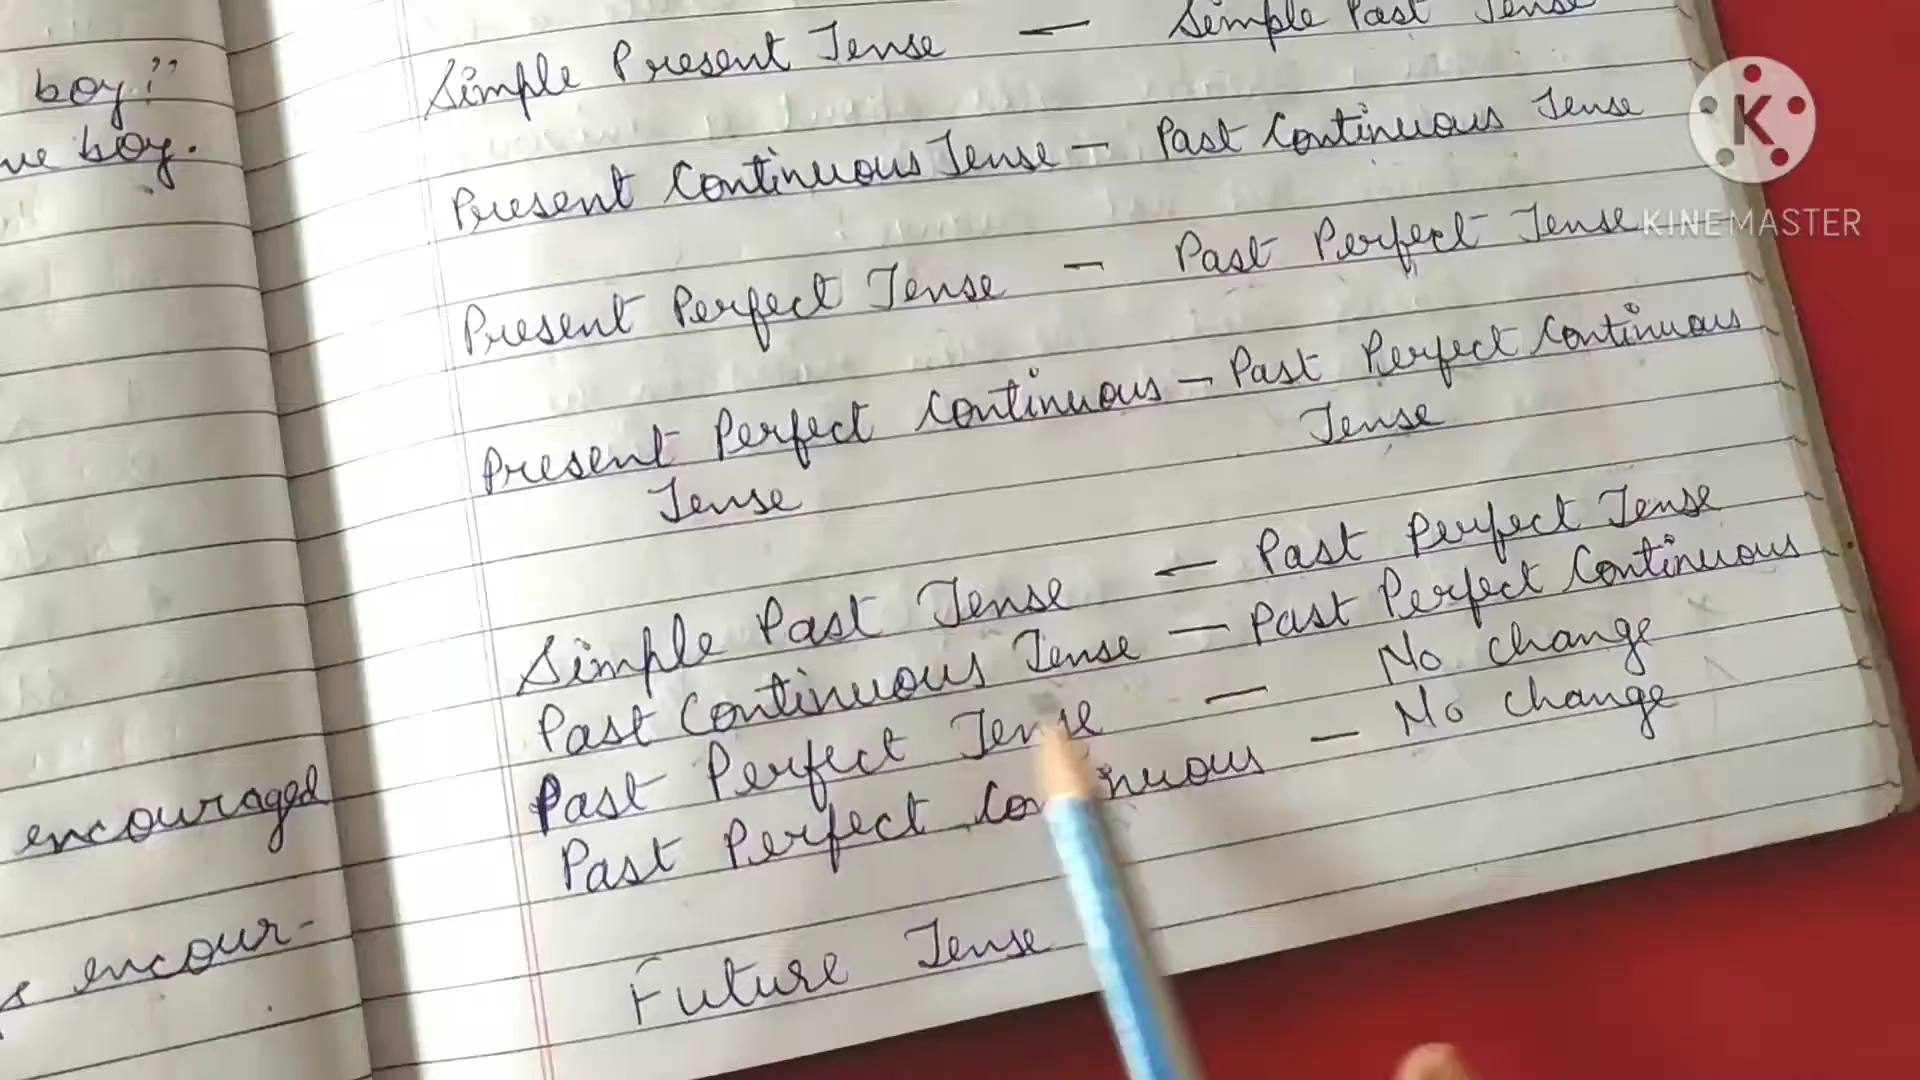 boy!"
ve boy.
encouraged
encour-
Simple Present Tense — Simple Past Tense
Present Continuous Tense — Past Continuous Tense
Present Perfect Tense — Past Perfect Tense
Present Perfect Continuous — Past Perfect Continuous
Tense Tense
Simple Past Tense — Past Perfect Tense
Past Continuous Tense — Past Perfect Continuous
Past Perfect Tense — No change
Past Perfect Continuous — No change
Future Tense
K
KINEMASTER